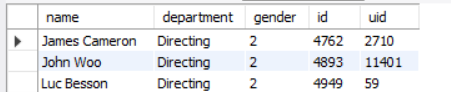 name department gender id uid
James Cameron Directing 2 4762 2710
John Woo Directing 2 4893 11401
Luc Besson Directing 2 4949 59